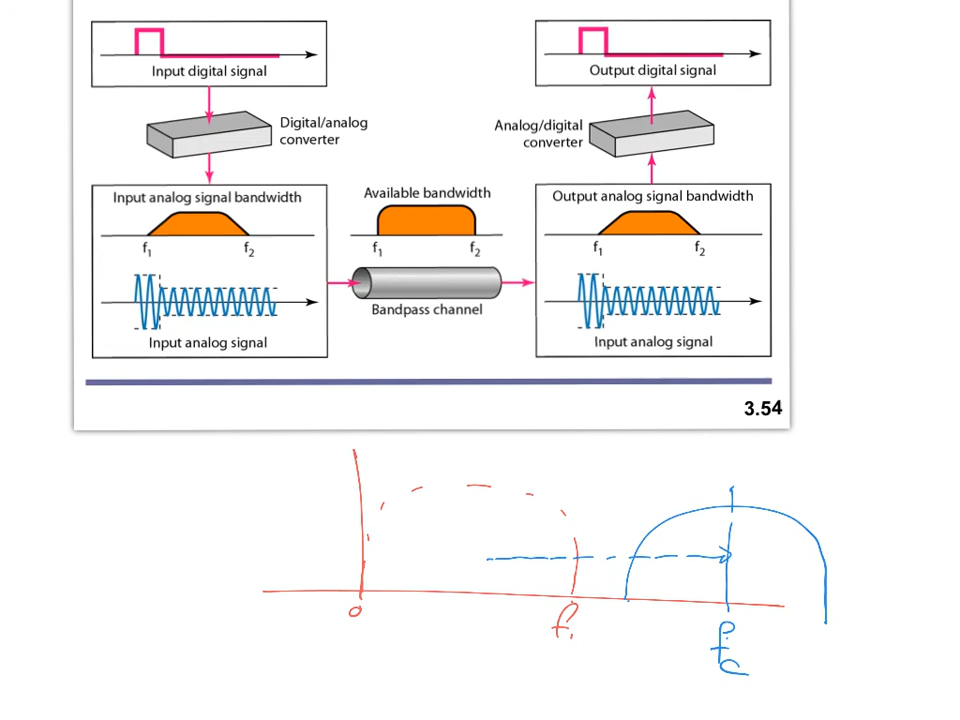 Input digital signal
Output digital signal
Digital/analog
converter
Analog/digital
converter
Input analog signal bandwidth
f1 f2
Input analog signal
Available bandwidth
f1 f2
Bandpass channel
Output analog signal bandwidth
f1 f2
Input analog signal
3.54
0 f1 fc